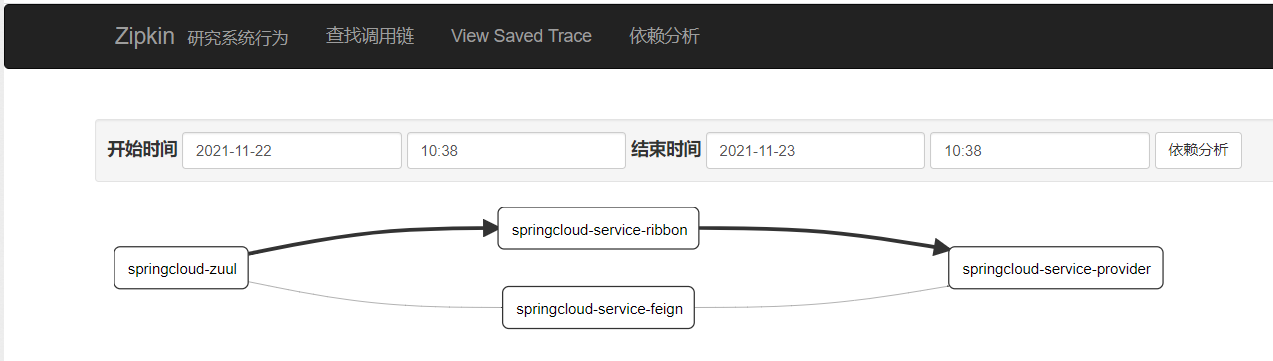 Zipkin 研究系统行为 查找调用链 View Saved Trace 依赖分析
开始时间 2021-11-22 10:38 结束时间 2021-11-23 10:38 依赖分析
springcloud-service-ribbon
springcloud-zuul springcloud-service-provider
springcloud-service-feign